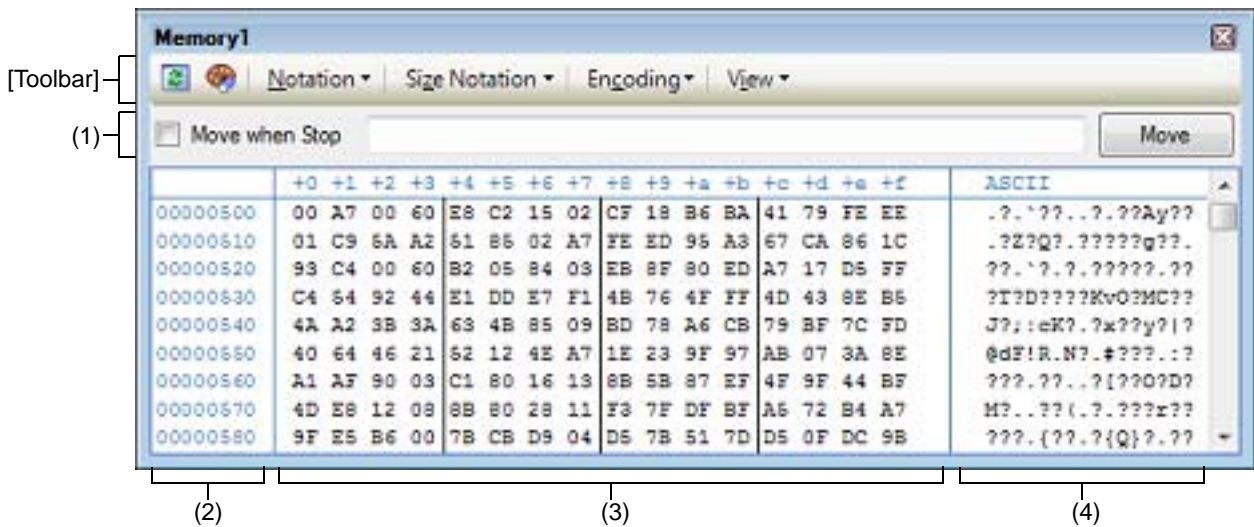 Memory1
[Toolbar] Notation Size Notation Encoding View
(1) Move when Stop Move
+0 +1 +2 +3 +4 +5 +6 +7 +8 +9 +a +b +c +d +e +f ASCII
00000500 00 A7 00 60 E8 C2 15 02 CF 18 B6 BA 41 79 FE EE .?.`??..?.??Ay??
00000510 01 C9 5A A2 51 85 02 A7 FE ED 95 A3 67 CA 86 1C .?Z?Q?.?????g??.
00000520 93 C4 00 60 B2 05 84 03 EB 8F 80 ED A7 17 D5 FF ??.`?.?.?????.??
00000530 C4 54 92 44 E1 DD E7 F1 4B 76 4F FF 4D 43 8E B5 ?T?D????KvO?MC??
00000540 4A A2 3B 3A 63 4B 85 09 BD 78 A6 CB 79 BF 7C FD J?;:cK?.?x??y?|?
00000550 40 64 46 21 52 12 4E A7 1E 23 9F 97 AB 07 3A 8E @dF!R.N?.#???.:?
00000560 A1 AF 90 03 C1 80 16 13 8B 5B 87 EF 4F 9F 44 BF ???.??..?[??O?D?
00000570 4D E8 12 08 8B 80 28 11 F3 7F DF BF A5 72 B4 A7 M?..??(.?.???r??
00000580 9F E5 B6 00 7B CB D9 04 D5 7B 51 7D D5 0F DC 9B ???.{??.?{Q}?.??
(2) (3) (4)